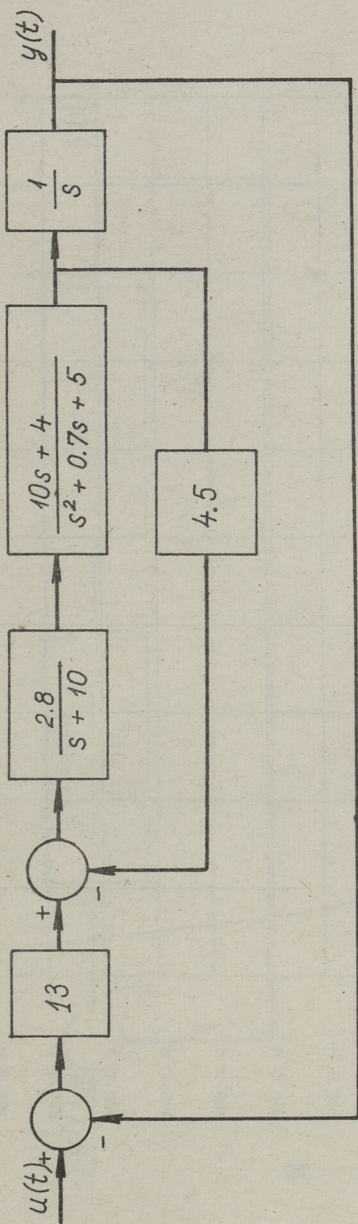 u(t)
+
-
13
+
-
2.8
s + 10
10s + 4
s² + 0.7s + 5
4.5
1
s
y(t)